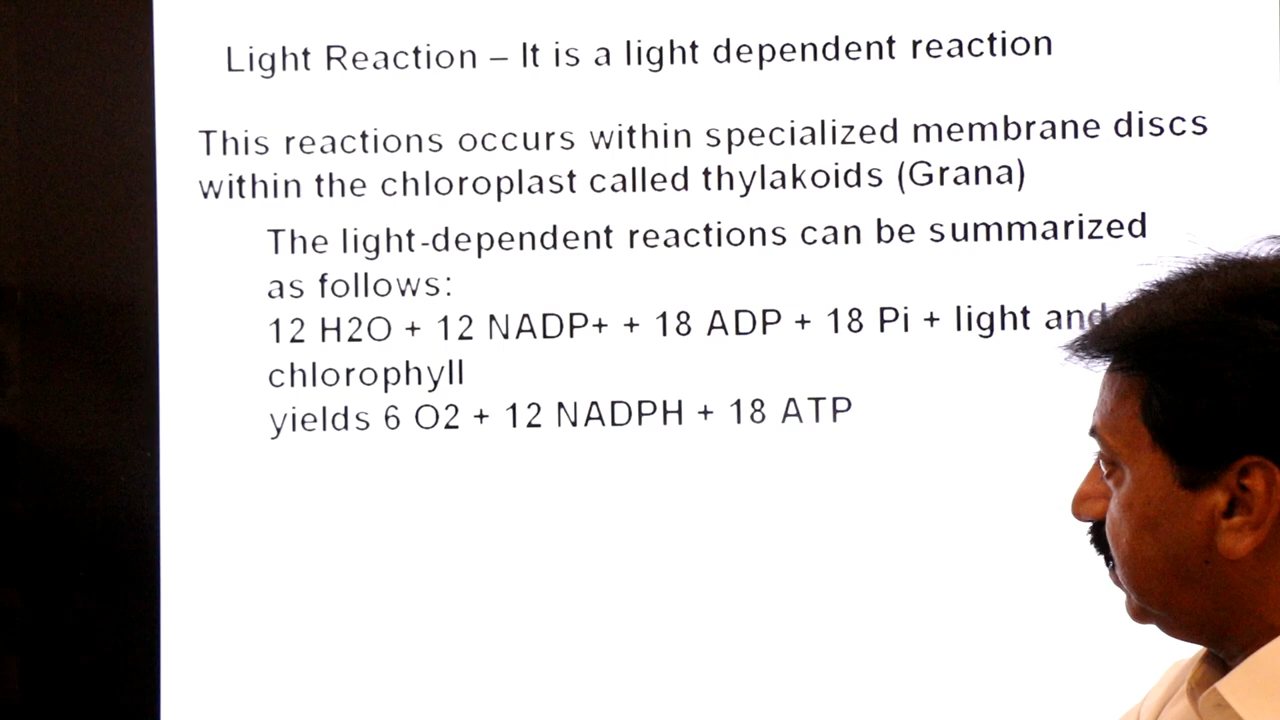 Light Reaction – It is a light dependent reaction
This reactions occurs within specialized membrane discs
within the chloroplast called thylakoids (Grana)
The light-dependent reactions can be summarized
as follows:
12 H2O + 12 NADP+ + 18 ADP + 18 Pi + light and
chlorophyll
yields 6 O2 + 12 NADPH + 18 ATP